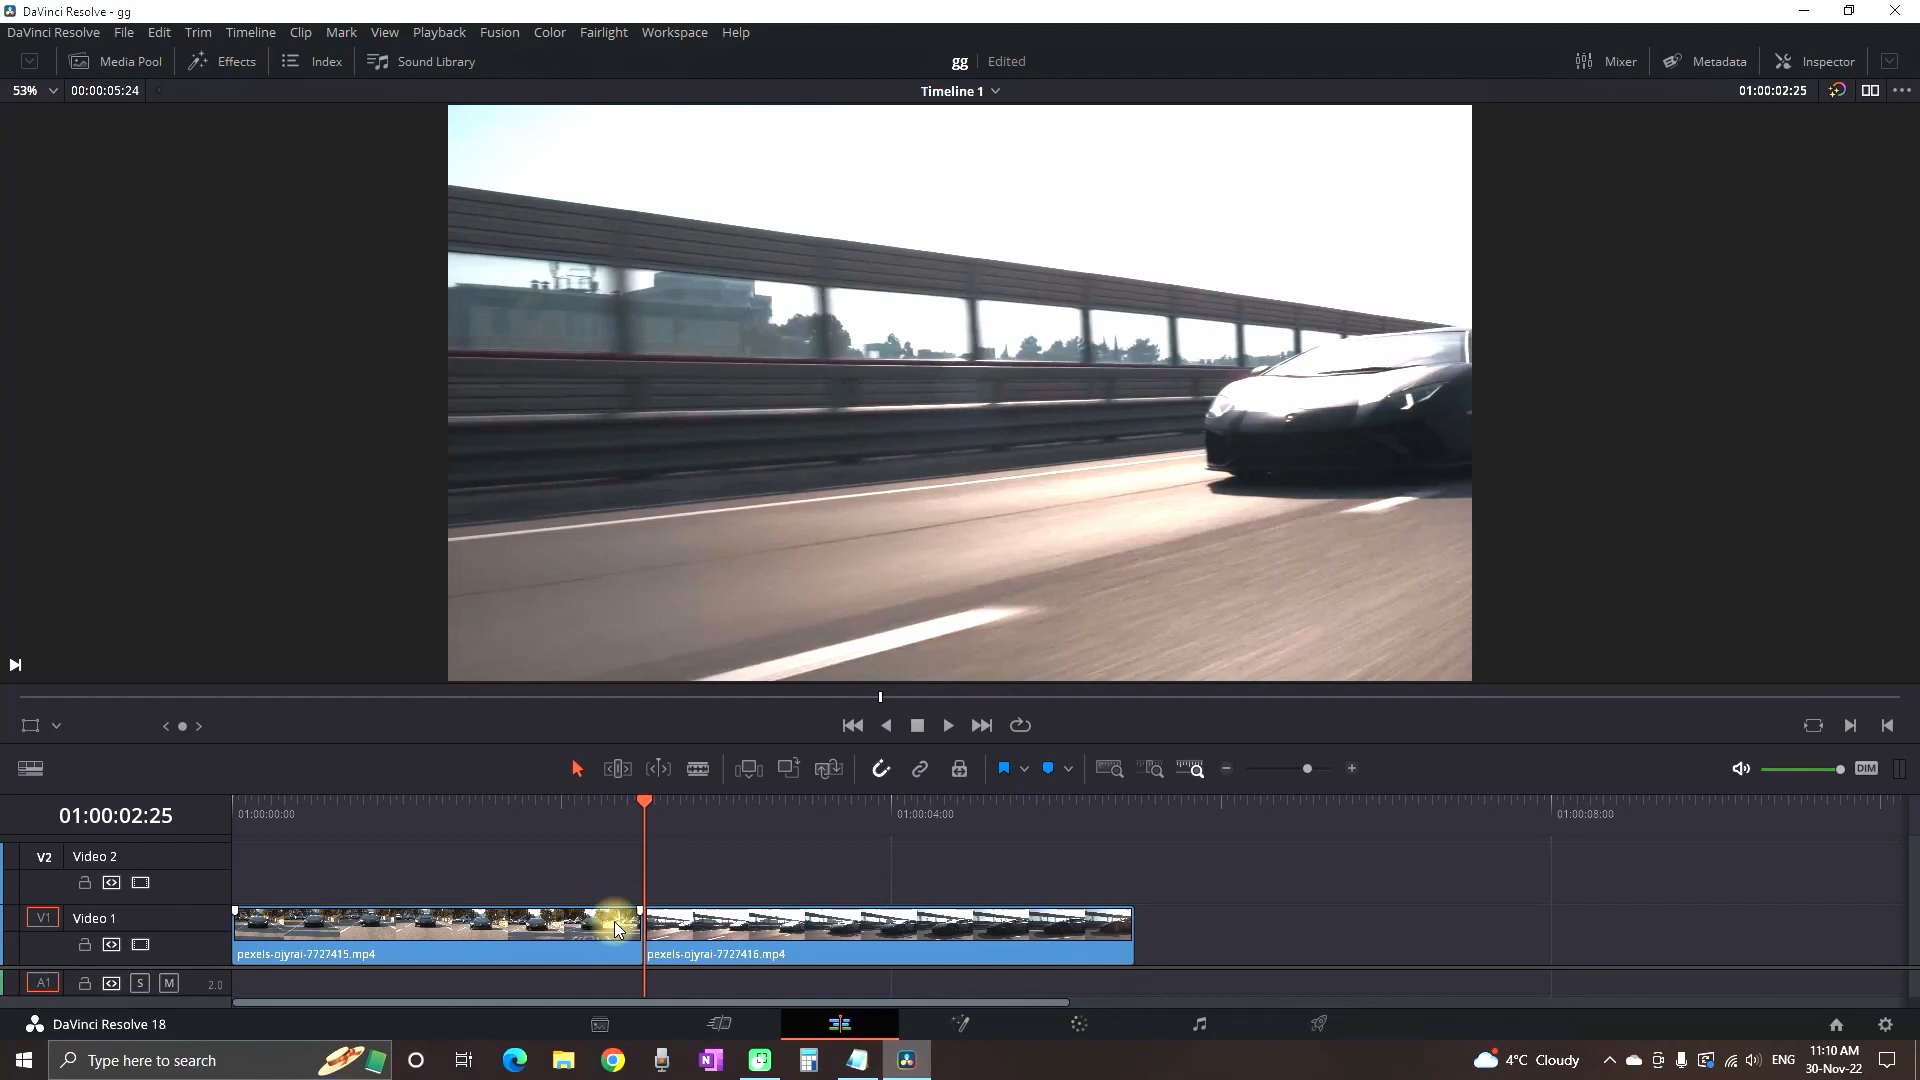 DaVinci Resolve - gg
DaVinci Resolve File Edit Trim Timeline Clip Mark View Playback Fusion Color Fairlight Workspace Help
Media Pool Effects Index Sound Library gg Edited Mixer Metadata Inspector
53% 00:00:05:24 Timeline 1 01:00:02:25
DIM
01:00:02:25 01:00:00:00 01:00:04:00 01:00:08:00
V2 Video 2
V1 Video 1
pexels-ojyrai-7727415.mp4 pexels-ojyrai-7727416.mp4
A1 S M 2.0
DaVinci Resolve 18
Type here to search 4°C Cloudy ENG 11:10 AM
30-Nov-22